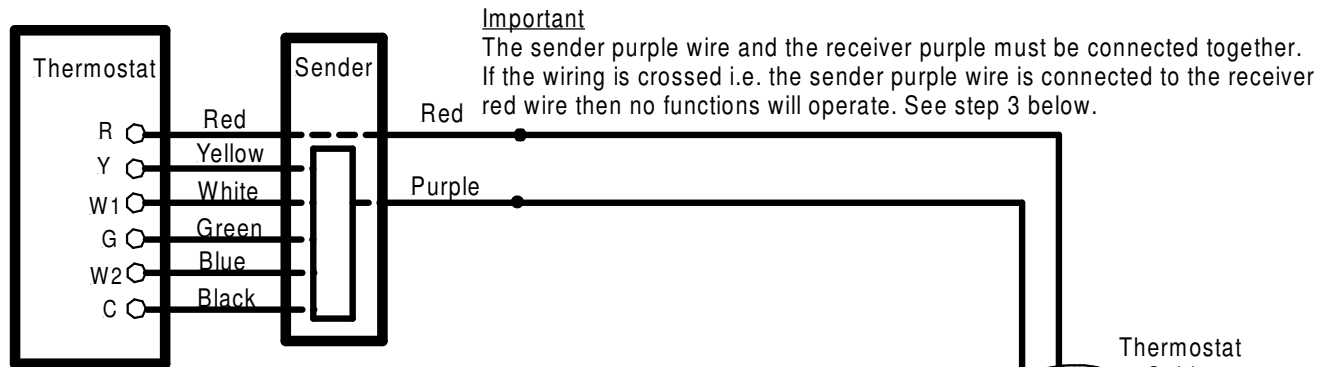 Important
The sender purple wire and the receiver purple must be connected together.
If the wiring is crossed i.e. the sender purple wire is connected to the receiver
red wire then no functions will operate. See step 3 below.
Thermostat
Sender
R
Red
Red
Y
Yellow
W1
White
Purple
G
Green
W2
Blue
C
Black
Thermostat